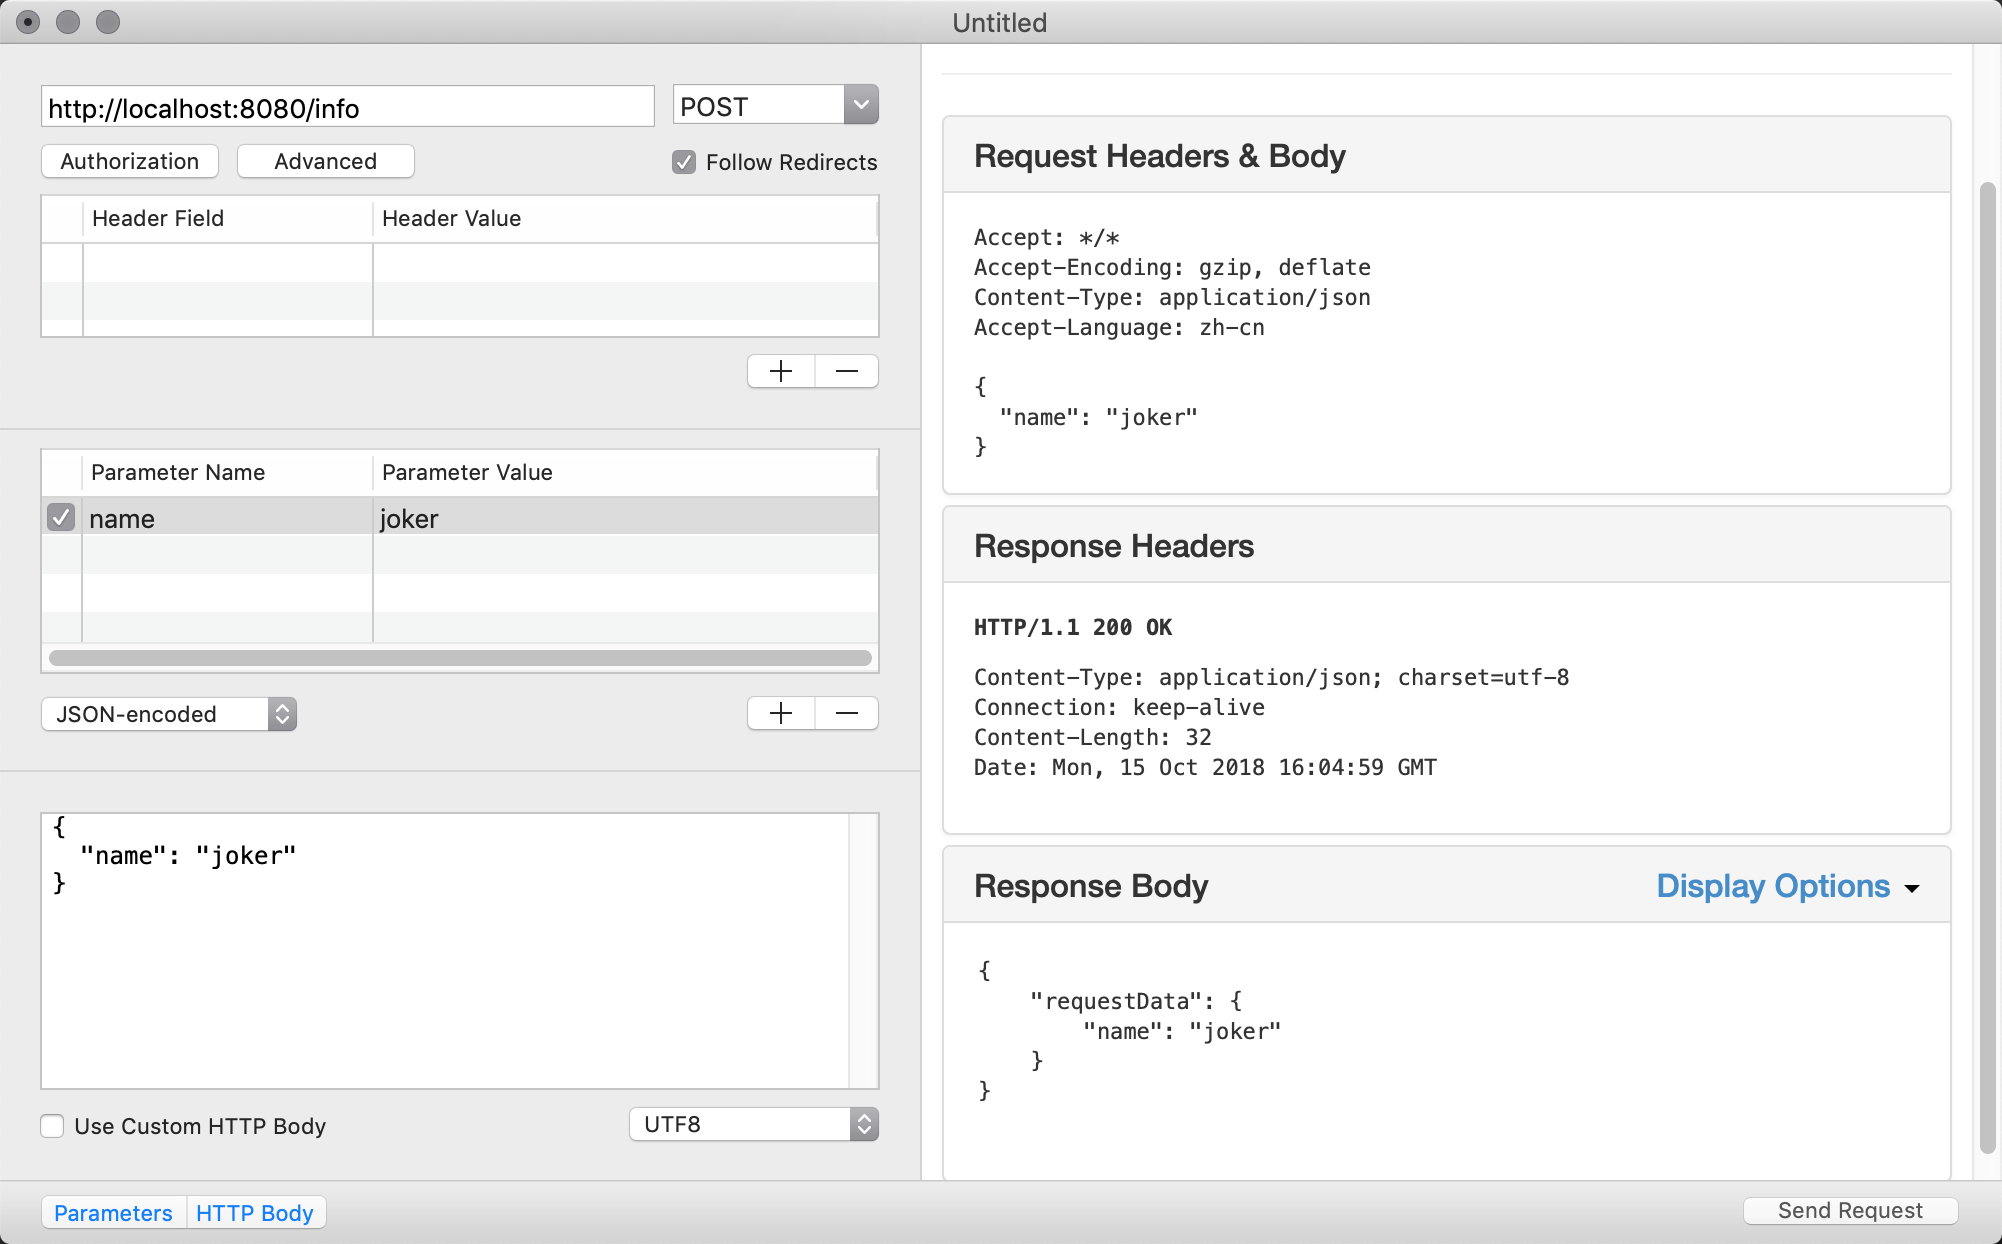 Untitled
http://localhost:8080/info
POST
Authorization
Advanced
Follow Redirects
Header Field
Header Value
Parameter Name
Parameter Value
name
joker
JSON-encoded
{
  "name": "joker"
}
Use Custom HTTP Body
UTF8
Parameters
HTTP Body
Request Headers & Body
Accept: */*
Accept-Encoding: gzip, deflate
Content-Type: application/json
Accept-Language: zh-cn
{
  "name": "joker"
}
Response Headers
HTTP/1.1 200 OK
Content-Type: application/json; charset=utf-8
Connection: keep-alive
Content-Length: 32
Date: Mon, 15 Oct 2018 16:04:59 GMT
Response Body
Display Options
{
    "requestData": {
        "name": "joker"
    }
}
Send Request